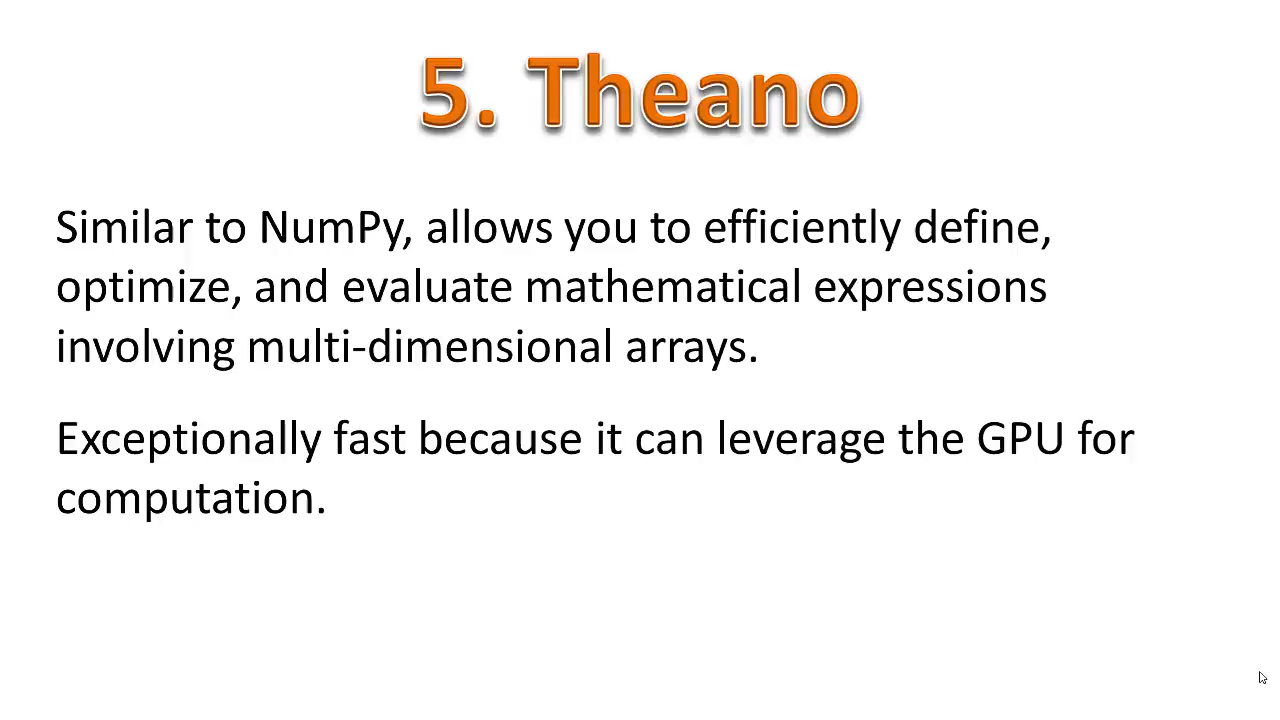 5. Theano
Similar to NumPy, allows you to efficiently define,
optimize, and evaluate mathematical expressions
involving multi-dimensional arrays.
Exceptionally fast because it can leverage the GPU for
computation.